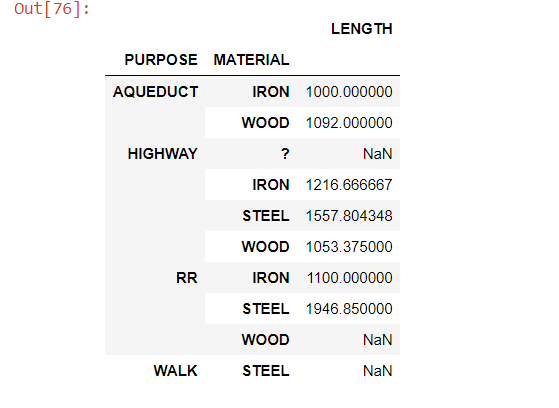 Out[76]:
LENGTH
PURPOSE MATERIAL
AQUEDUCT IRON 1000.000000
WOOD 1092.000000
HIGHWAY ? NaN
IRON 1216.666667
STEEL 1557.804348
WOOD 1053.375000
RR IRON 1100.000000
STEEL 1946.850000
WOOD NaN
WALK STEEL NaN